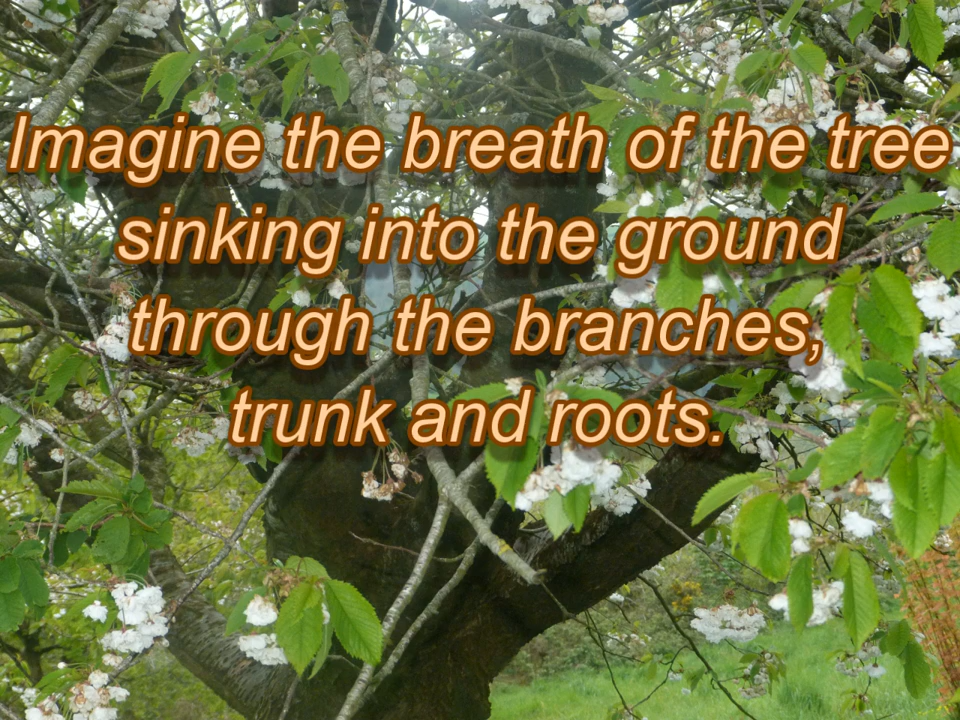 Imagine the breath of the tree
sinking into the ground
through the branches,
trunk and roots.